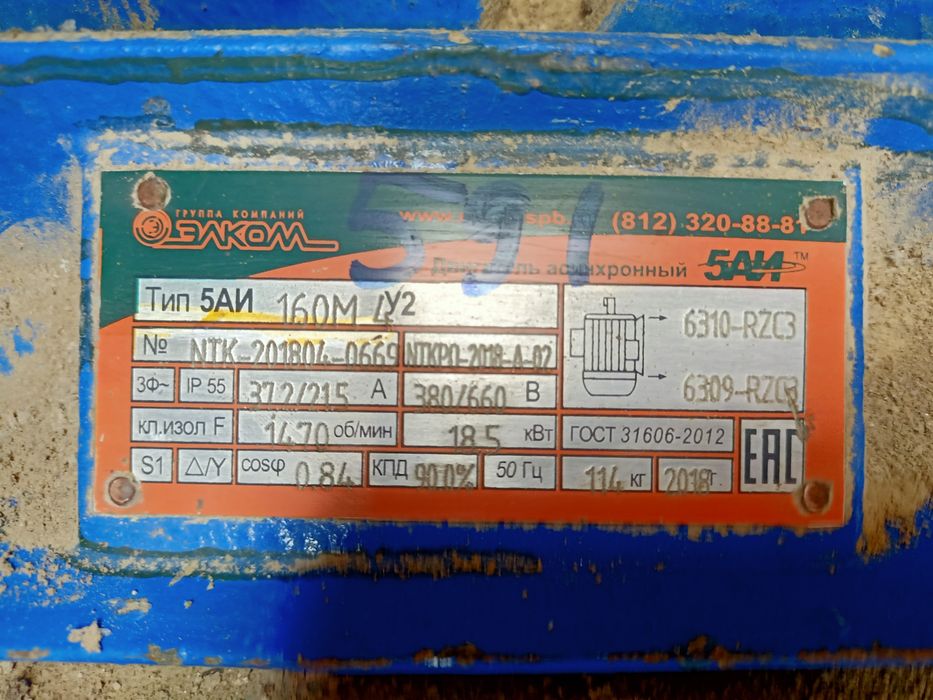 ГРУППА КОМПАНИЙ
ЭЛКОМ
(812) 320-88-81
591
Двигатель асинхронный 5АИ™
Тип 5АИ 160М 4У2
№ NTK-201804-0669 NTKPO-2018-A-02
6310-RZC3
6309-RZC3
3Ф~ IP 55 37.2/21.5 А 380/660 В
кл.изол F 1470 об/мин 18.5 кВт ГОСТ 31606-2012
S1 △/Y cosφ 0.84 КПД 90.0% 50 Гц 114 кг 2018г. EAC